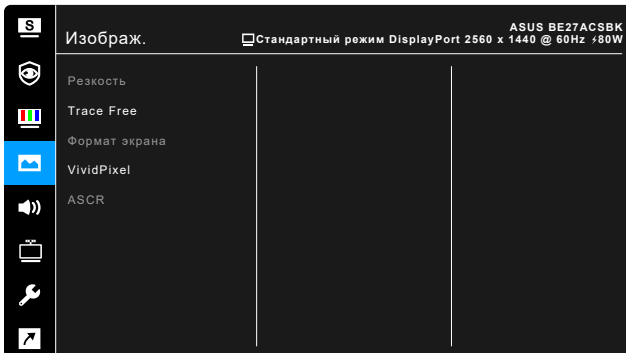 S
ASUS BE27ACSBK
Изображ.
Стандартный режим DisplayPort 2560 x 1440 @ 60Hz ⚡80W
Резкость
Trace Free
Формат экрана
VividPixel
ASCR